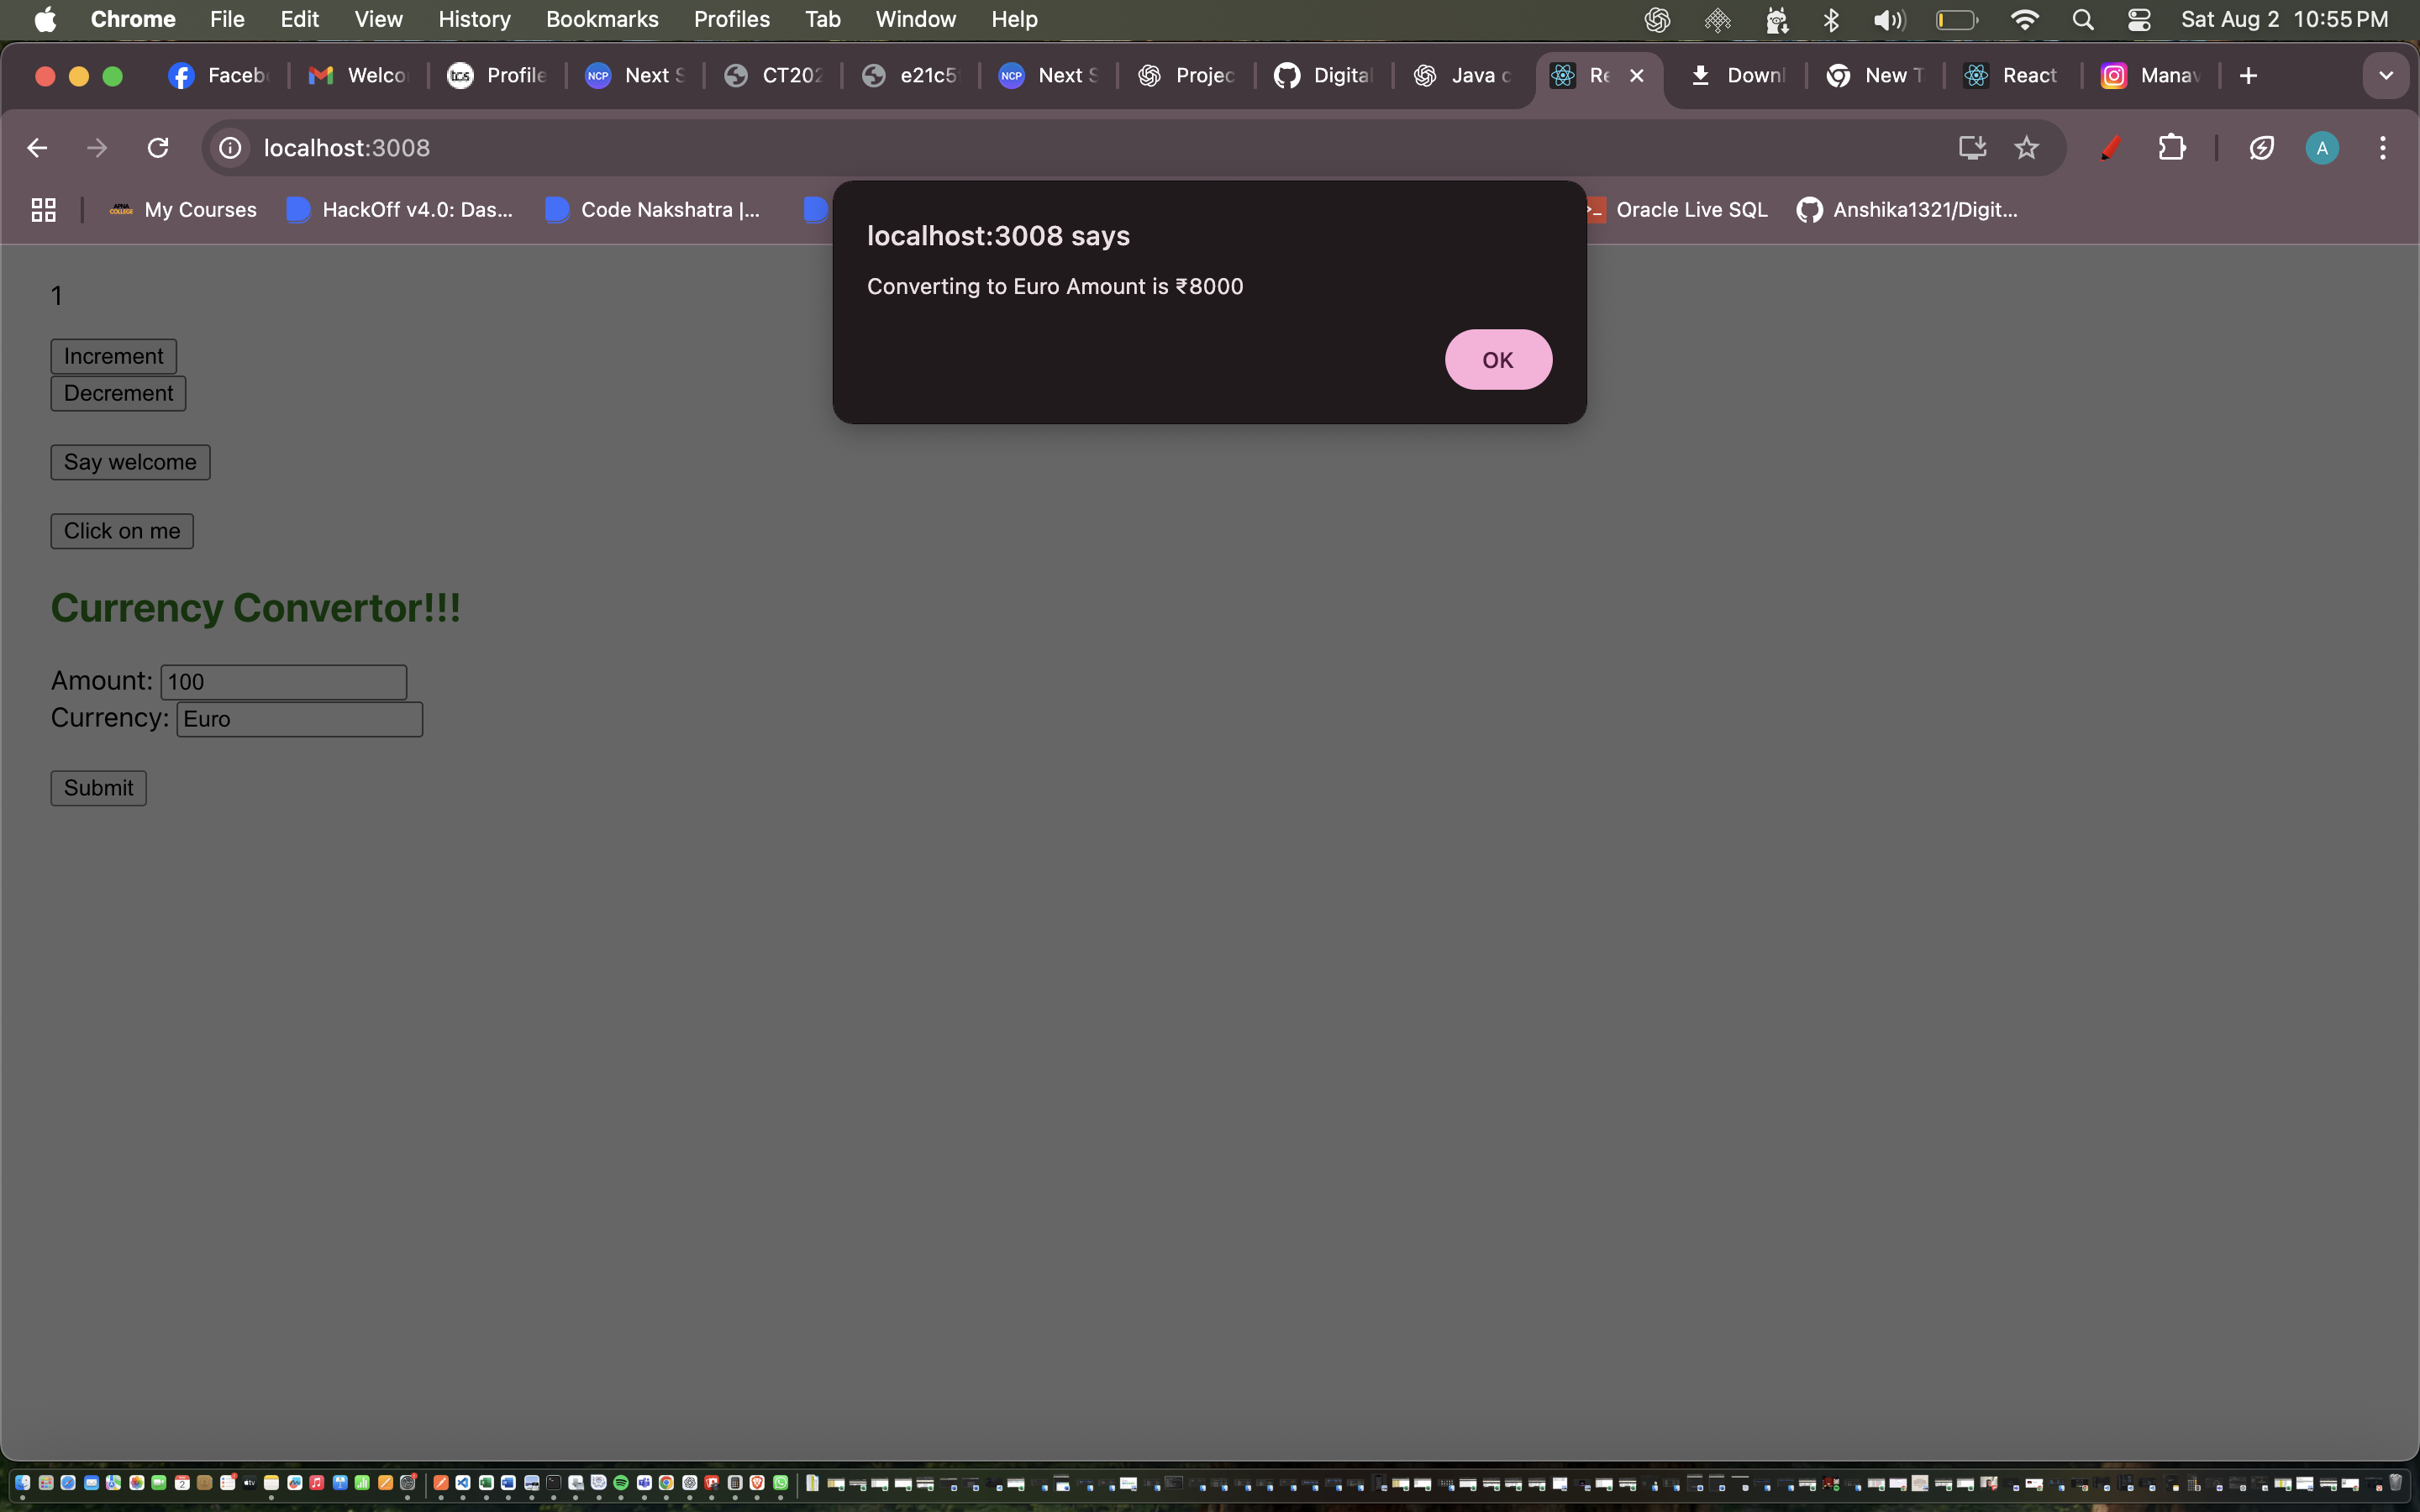 Chrome File Edit View History Bookmarks Profiles Tab Window Help Sat Aug 2 10:55 PM
Faceb Welco tcs Profile NCP Next S CT202 e21c5 NCP Next S Projec Digital Java c Re Downl New T React Manav
localhost:3008 A
My Courses HackOff v4.0: Das... Code Nakshatra |... Oracle Live SQL Anshika1321/Digit...
localhost:3008 says
Converting to Euro Amount is ₹8000
OK
1
Increment
Decrement
Say welcome
Click on me
Currency Convertor!!!
Amount: 100
Currency: Euro
Submit